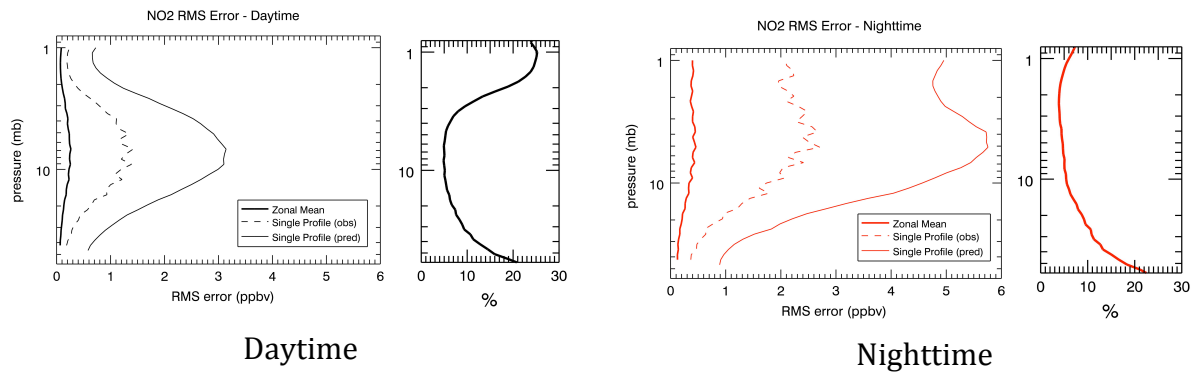 NO2 RMS Error - Daytime
pressure (mb)
1
10
Zonal Mean
Single Profile (obs)
Single Profile (pred)
0 1 2 3 4 5 6
RMS error (ppbv)
1
10
0 10 20 30
%
Daytime
NO2 RMS Error - Nighttime
pressure (mb)
1
10
Zonal Mean
Single Profile (obs)
Single Profile (pred)
0 1 2 3 4 5 6
RMS error (ppbv)
1
10
0 10 20 30
%
Nighttime